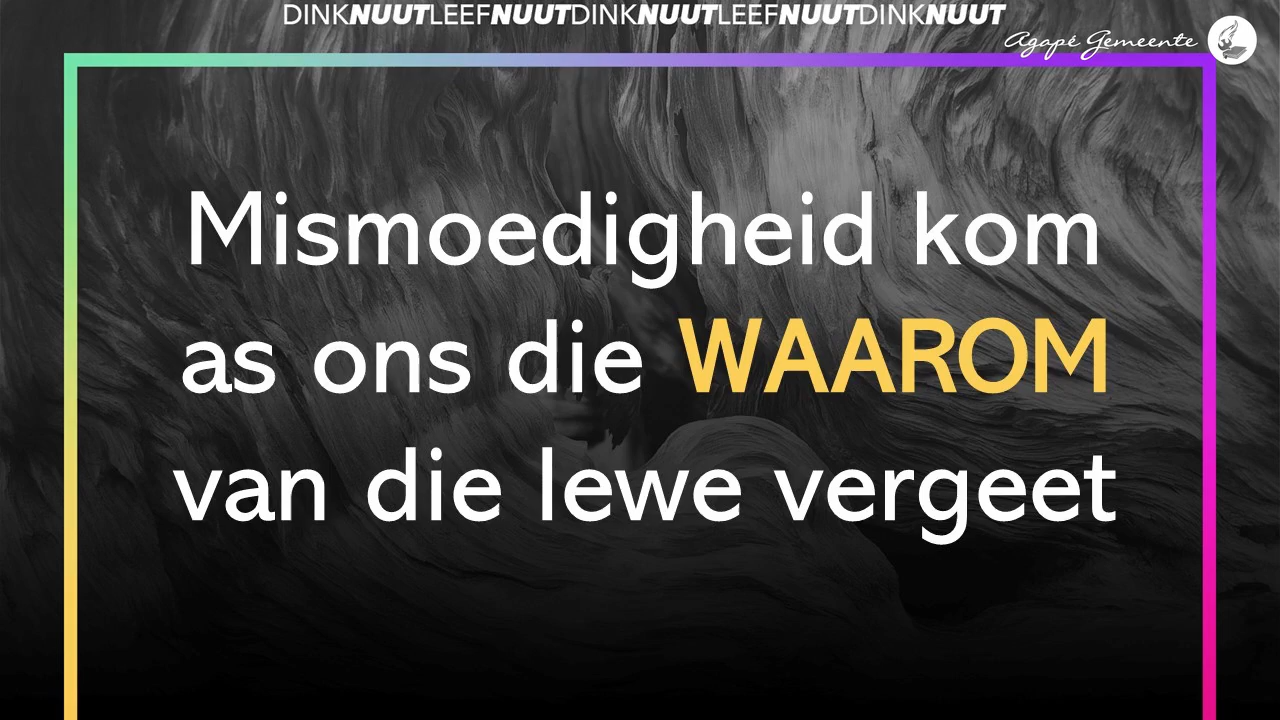 DINKNUUTLEEFNUUTDINKNUUTLEEFNUUTDINKNUUT
Agapé Gemeente
Mismoedigheid kom
as ons die WAAROM
van die lewe vergeet